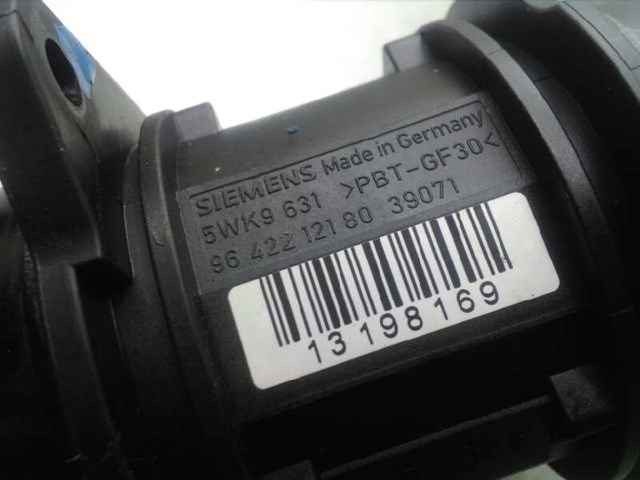 SIEMENS Made in Germany
5WK9 631 >PBT-GF30<
96 422 121 80 39071
13198169